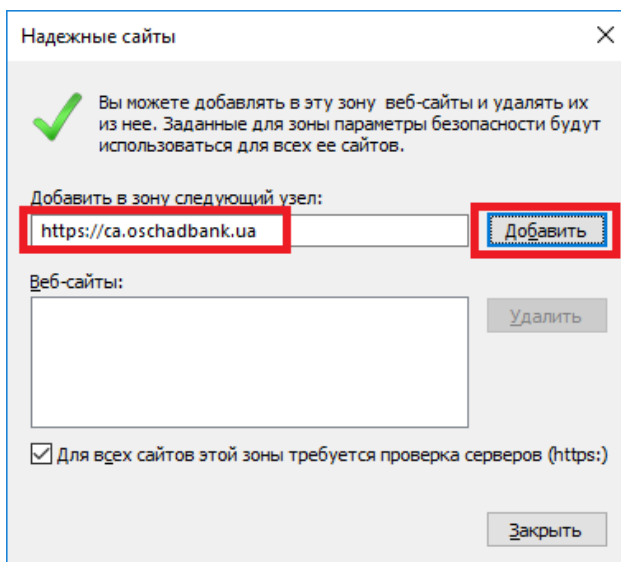 Надежные сайты
Вы можете добавлять в эту зону веб-сайты и удалять их
из нее. Заданные для зоны параметры безопасности будут
использоваться для всех ее сайтов.
Добавить в зону следующий узел:
https://ca.oschadbank.ua
Добавить
Веб-сайты:
Удалить
Для всех сайтов этой зоны требуется проверка серверов (https:)
Закрыть